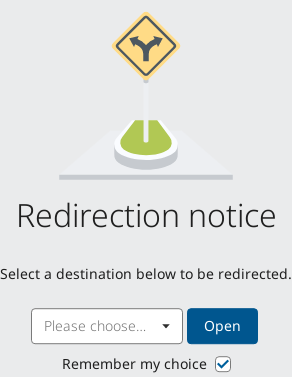 Redirection notice
Select a destination below to be redirected.
Please choose... Open
Remember my choice